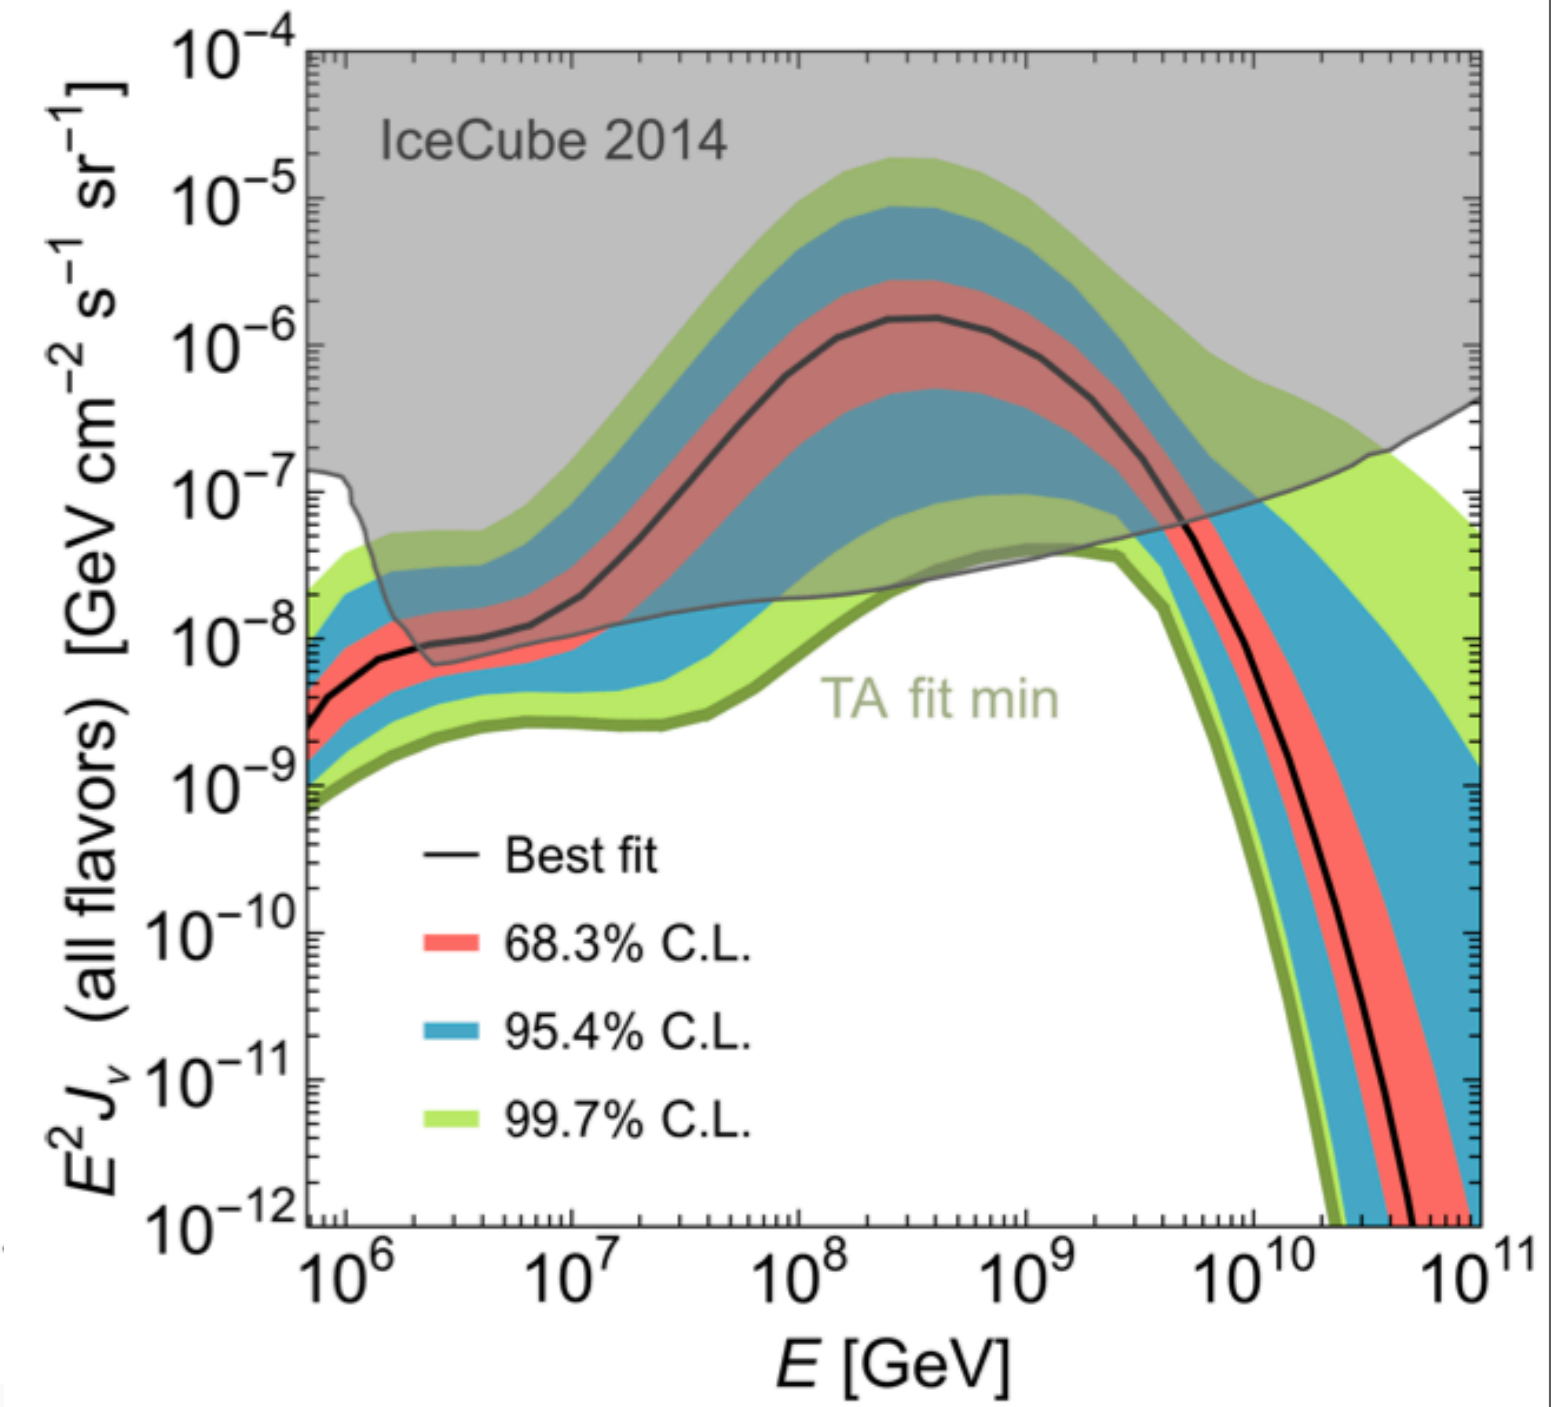 10⁻⁴
10⁻⁵
10⁻⁶
10⁻⁷
10⁻⁸
10⁻⁹
10⁻¹⁰
10⁻¹¹
10⁻¹²
E² Jᵥ (all flavors) [GeV cm⁻² s⁻¹ sr⁻¹]
IceCube 2014
TA fit min
Best fit
68.3% C.L.
95.4% C.L.
99.7% C.L.
10⁶ 10⁷ 10⁸ 10⁹ 10¹⁰ 10¹¹
E [GeV]